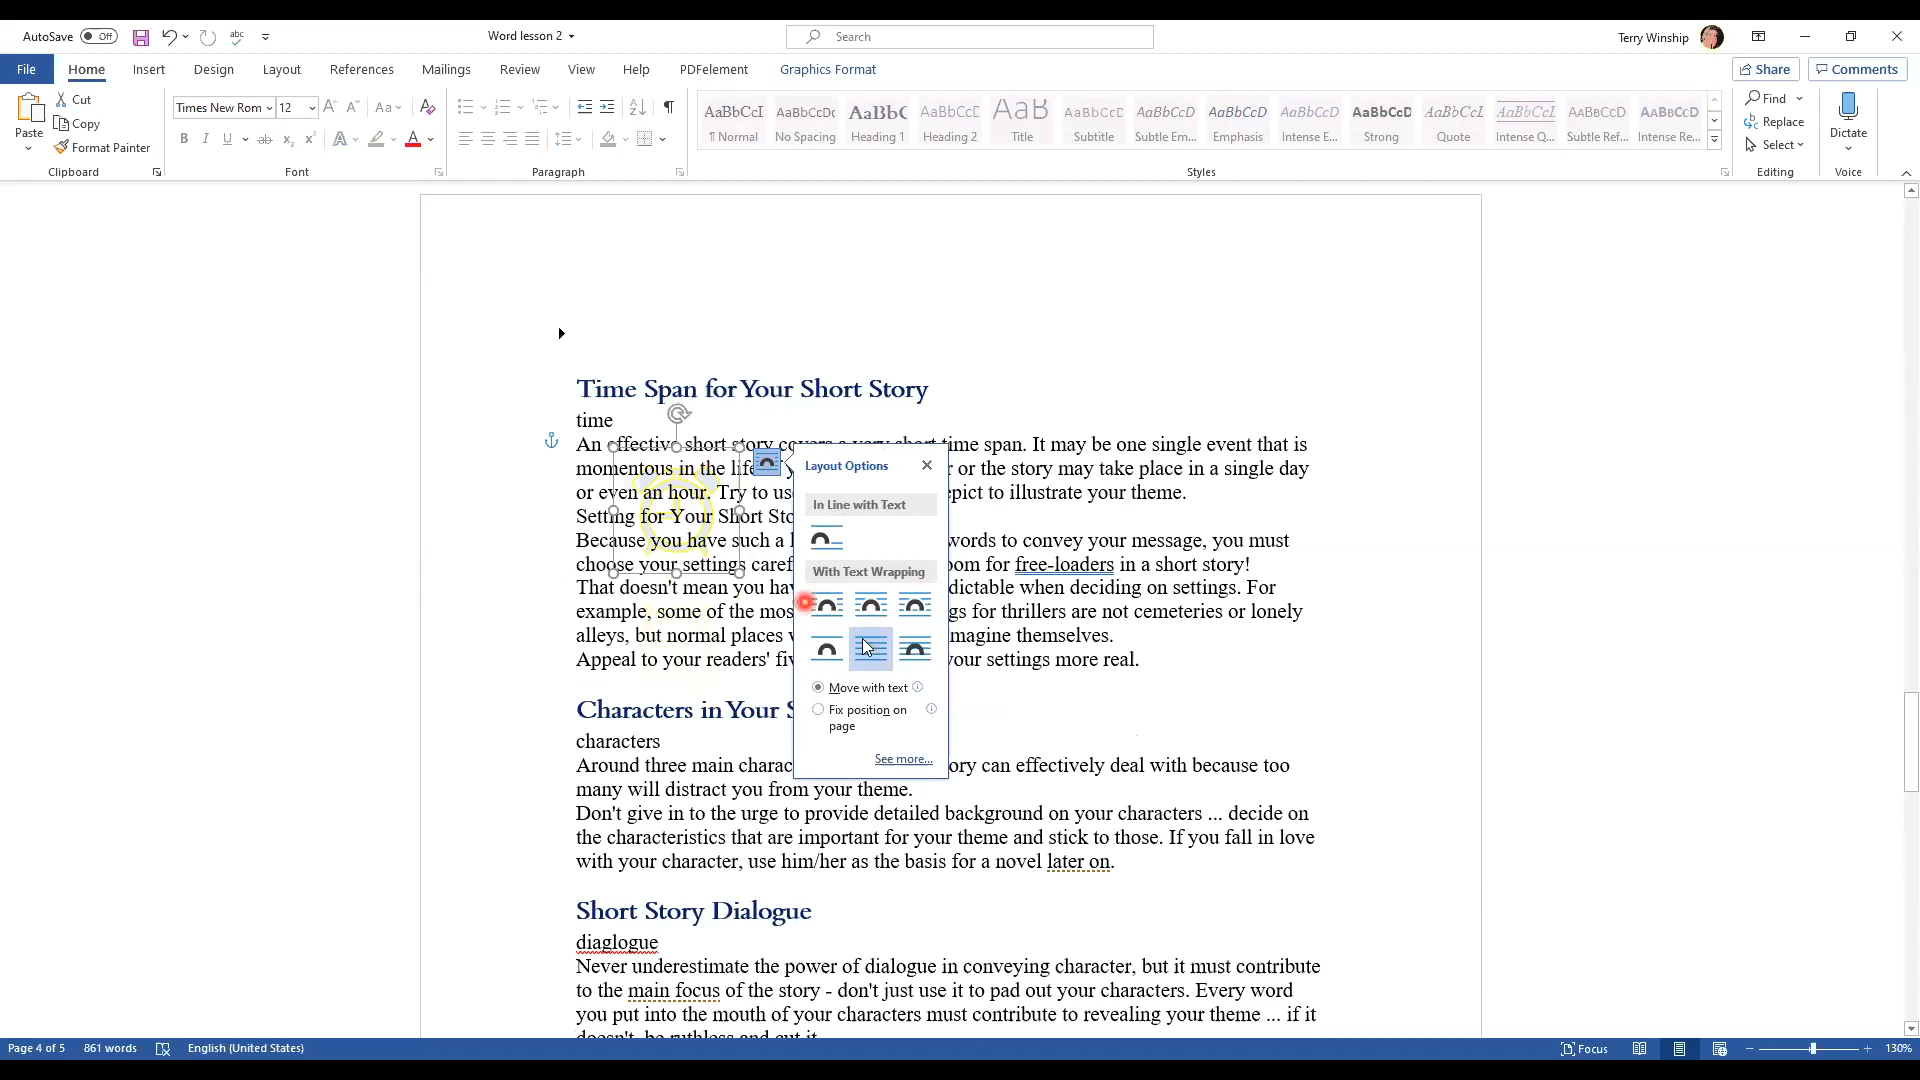 AutoSave Off abc Word lesson 2 Search Terry Winship
File Home Insert Design Layout References Mailings Review View Help PDFelement Graphics Format Share Comments
Paste Cut Copy Format Painter
Clipboard
Times New Rom 12 A A Aa A
B I U ab x₂ x² A A
Font
Paragraph
AaBbCcI AaBbCcDc AaBbC AaBbCcD AaB AaBbCcD AaBbCcD AaBbCcD AaBbCcD AaBbCcD AaBbCcI AaBbCcI AaBbCcD AaBbCcD
¶ Normal No Spacing Heading 1 Heading 2 Title Subtitle Subtle Em... Emphasis Intense E... Strong Quote Intense Q... Subtle Ref... Intense Re...
Styles
Find
Replace
Select
Editing
Dictate
Voice
Time Span for Your Short Story
time
An effective short story covers a very short time span. It may be one single event that is
momentous in the life or the story may take place in a single day
or even an hour. Try to us epict to illustrate your theme.
Setting for Your Short Sto
Because you have such a words to convey your message, you must
choose your settings caref oom for free-loaders in a short story!
That doesn't mean you hav dictable when deciding on settings. For
example, some of the mos gs for thrillers are not cemeteries or lonely
alleys, but normal places magine themselves.
Appeal to your readers' fiv your settings more real.
Layout Options
In Line with Text
With Text Wrapping
Move with text
Fix position on
page
See more...
Characters in Your S
characters
Around three main charac ory can effectively deal with because too
many will distract you from your theme.
Don't give in to the urge to provide detailed background on your characters ... decide on
the characteristics that are important for your theme and stick to those. If you fall in love
with your character, use him/her as the basis for a novel later on.
Short Story Dialogue
diaglogue
Never underestimate the power of dialogue in conveying character, but it must contribute
to the main focus of the story - don't just use it to pad out your characters. Every word
you put into the mouth of your characters must contribute to revealing your theme ... if it
doesn't, be ruthless and cut it.
Page 4 of 5 861 words English (United States) Focus 130%